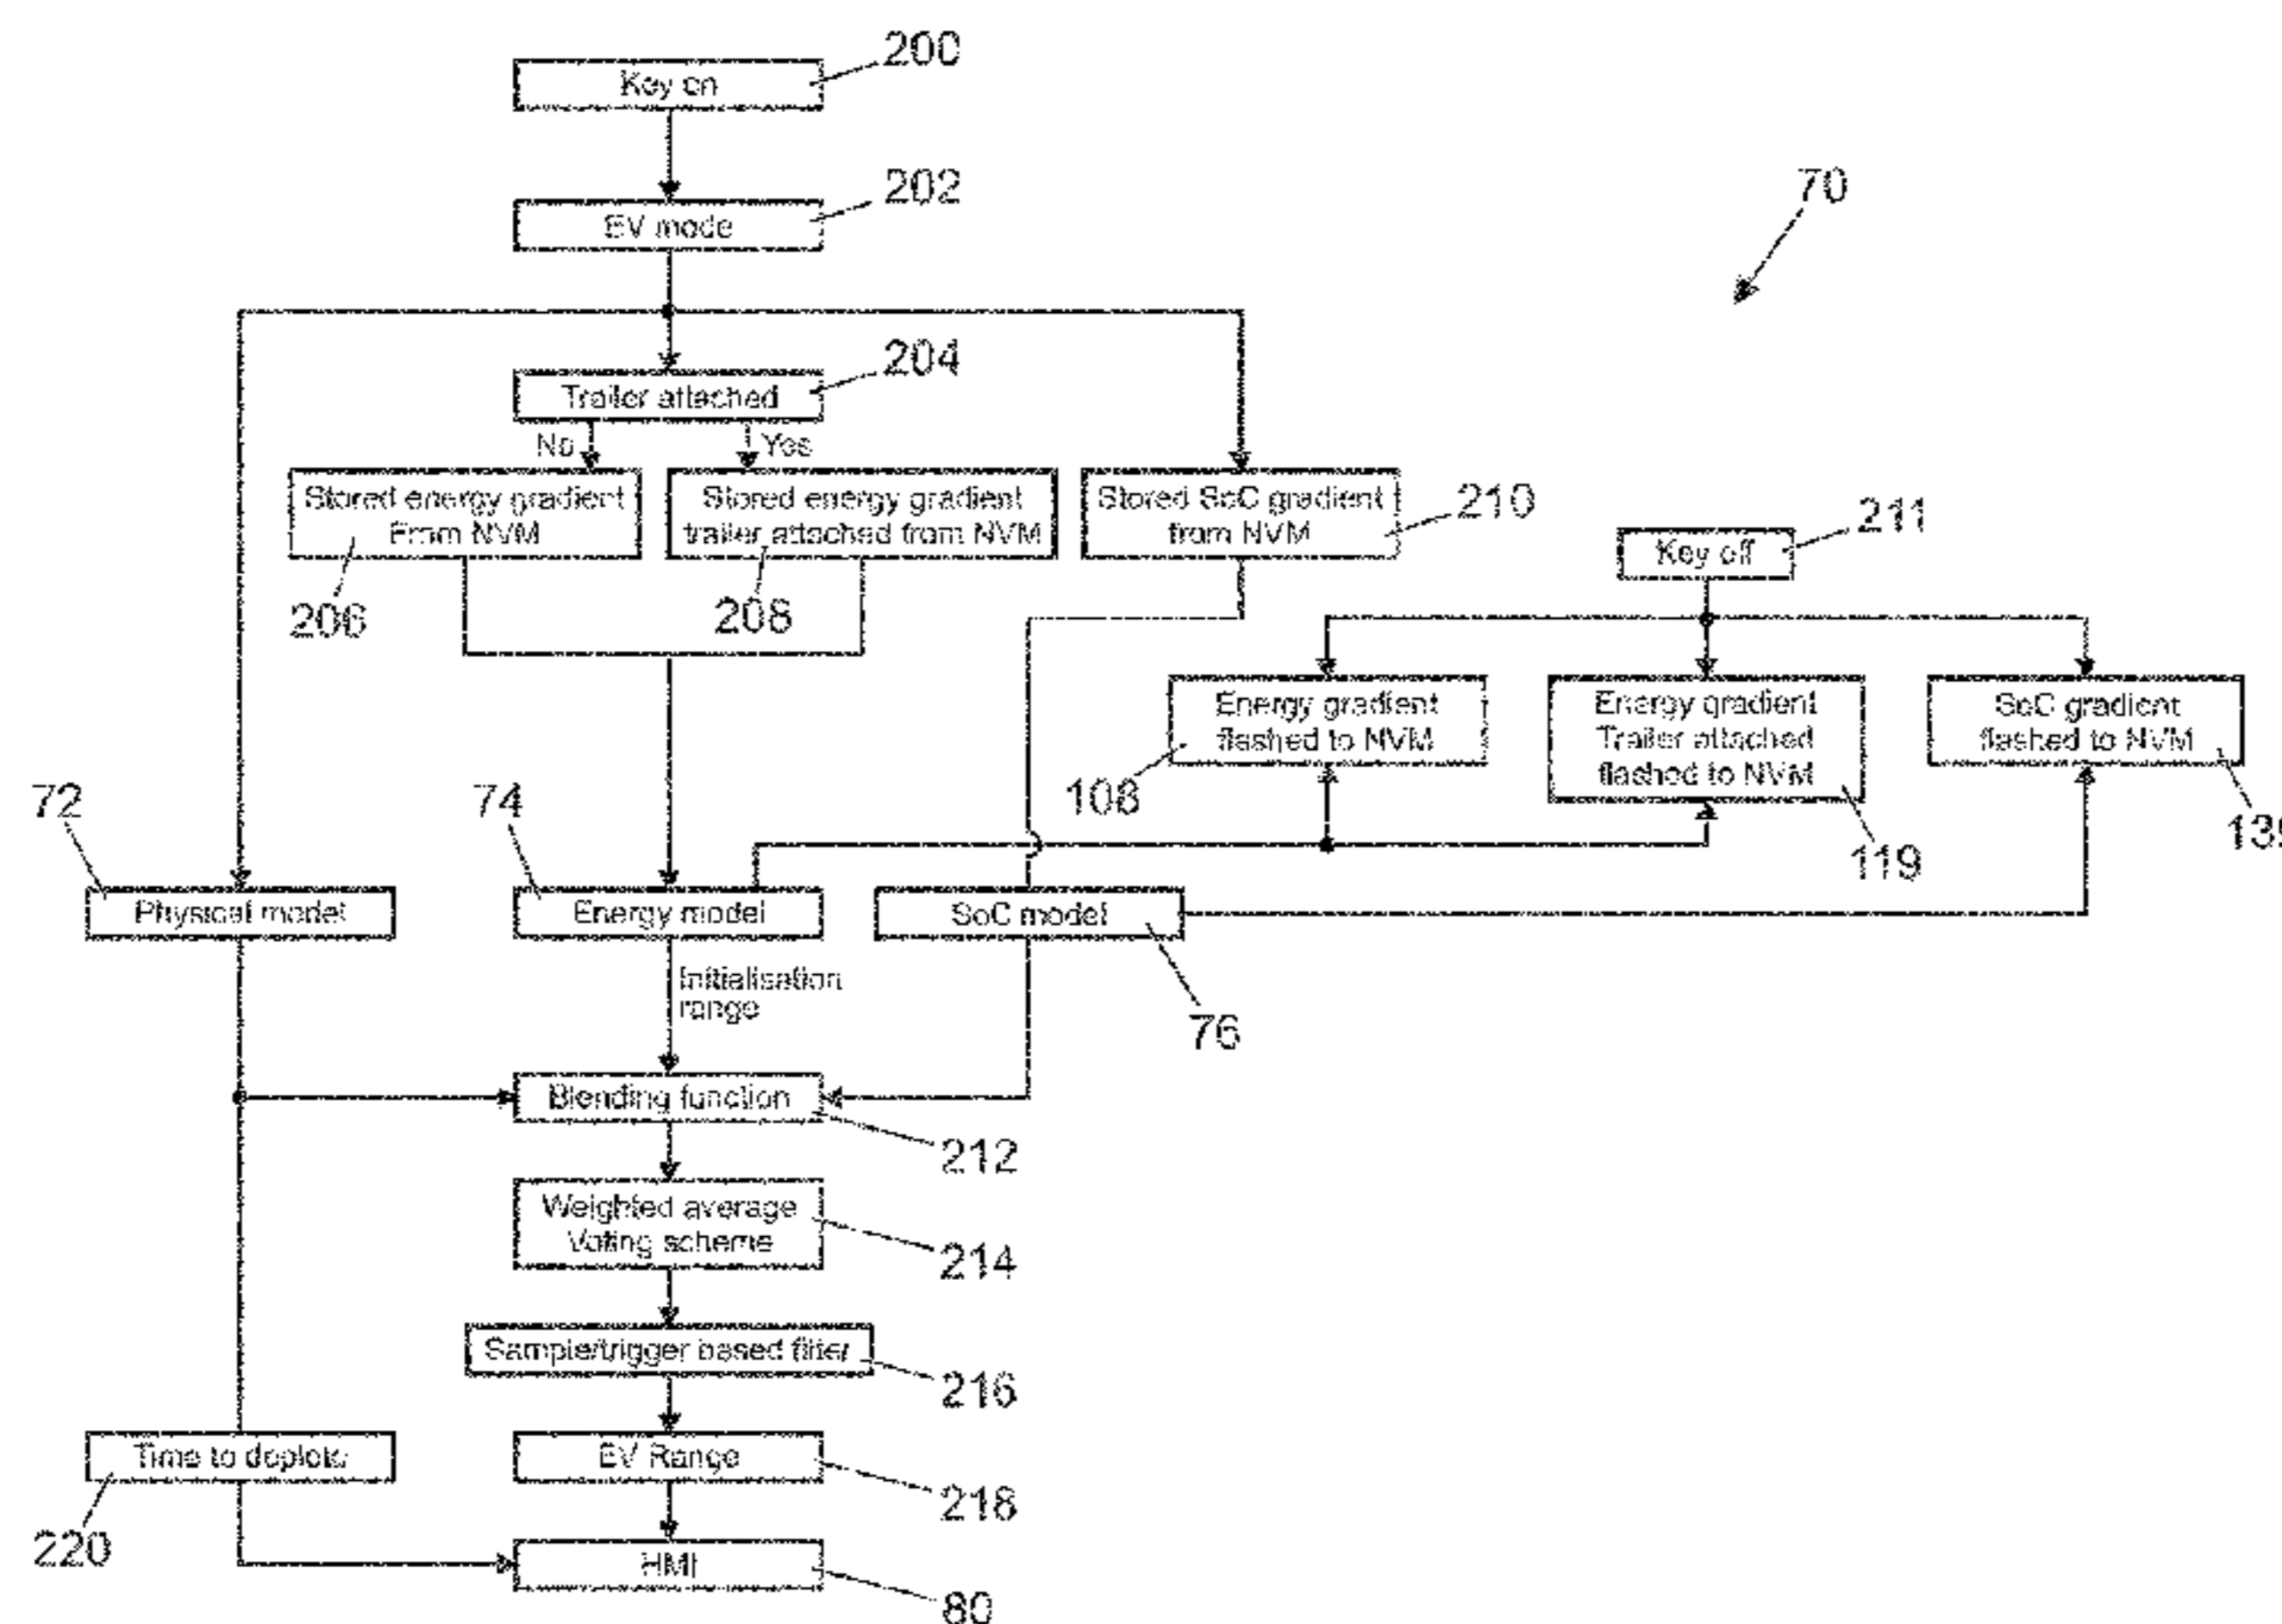 200
Key on
202
EV mode
70
204
Trailer attached
No
Yes
Stored energy gradient
From NVM
Stored energy gradient
trailer attached from NVM
Stored SoC gradient
from NVM
210
211
Key off
206
208
Energy gradient
flashed to NVM
Energy gradient
Trailer attached
flashed to NVM
SoC gradient
flashed to NVM
108
119
72
74
Physical model
Energy model
SoC model
76
Initialisation
range
Blending function
212
Weighted average
Voting scheme
214
Sample/trigger based filter
216
Time to deplete
EV Range
218
220
HMI
80